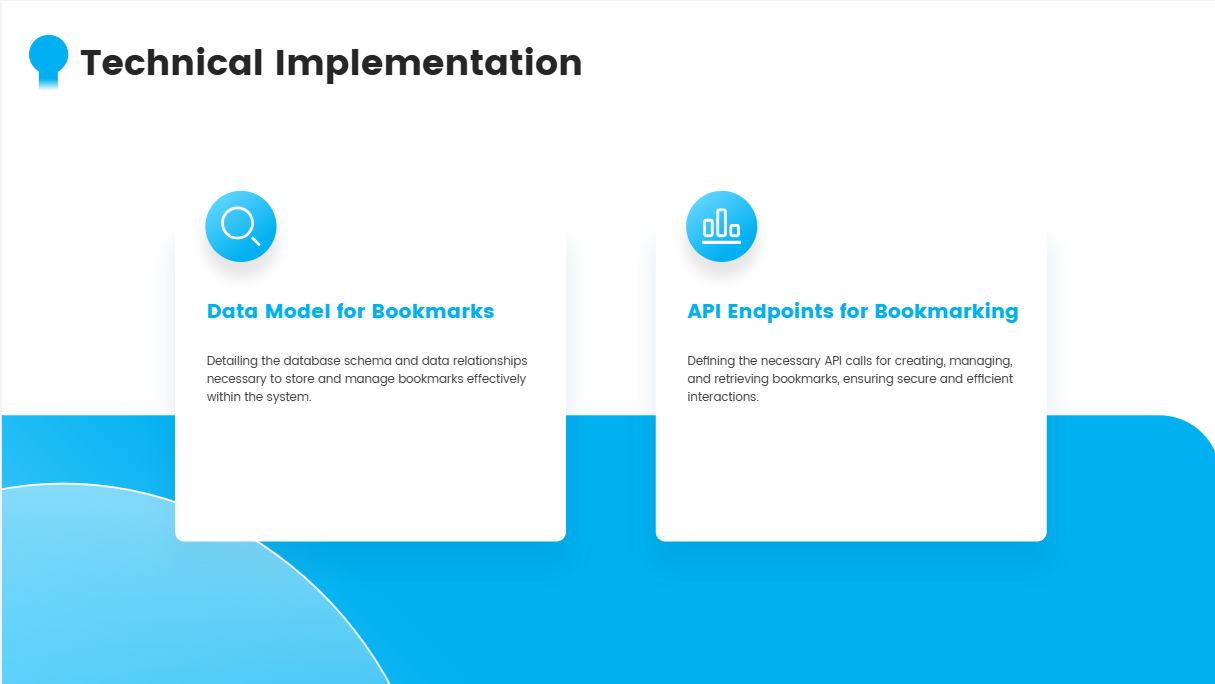 Technical Implementation
Data Model for Bookmarks
Detailing the database schema and data relationships
necessary to store and manage bookmarks effectively
within the system.
API Endpoints for Bookmarking
Defining the necessary API calls for creating, managing,
and retrieving bookmarks, ensuring secure and efficient
interactions.